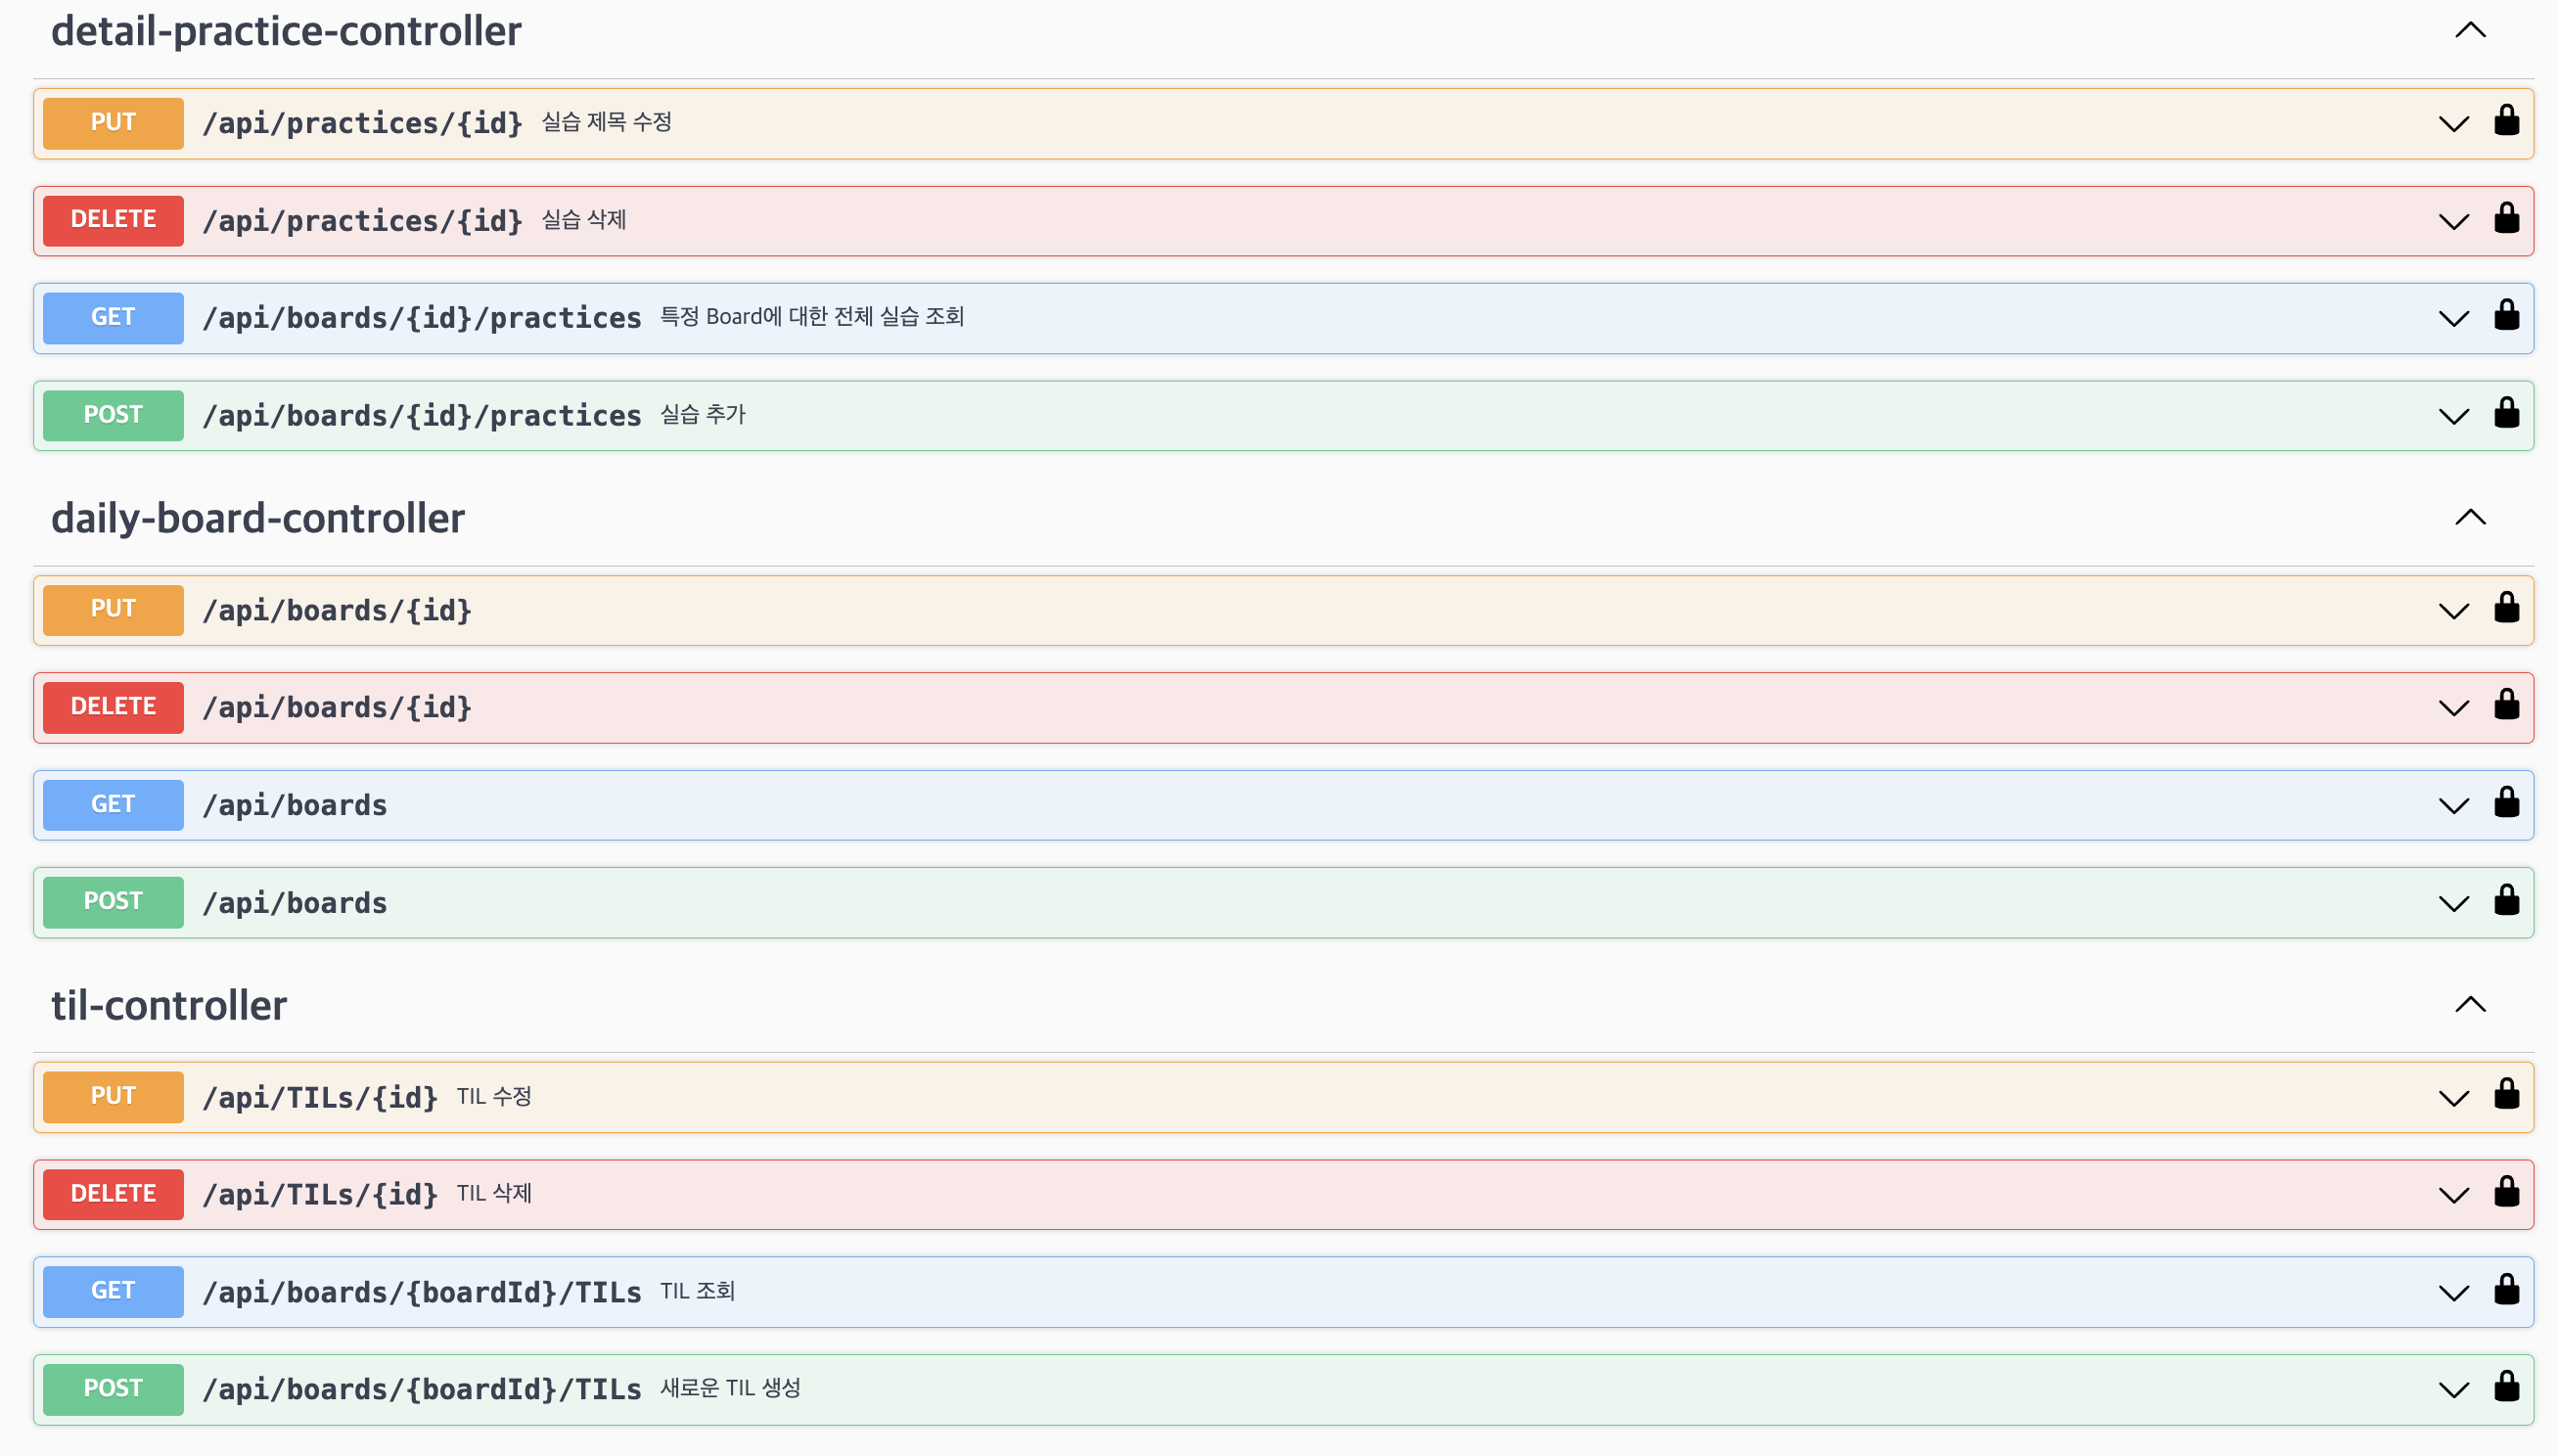 detail-practice-controller
PUT /api/practices/{id} 실습 제목 수정
DELETE /api/practices/{id} 실습 삭제
GET /api/boards/{id}/practices 특정 Board에 대한 전체 실습 조회
POST /api/boards/{id}/practices 실습 추가
daily-board-controller
PUT /api/boards/{id}
DELETE /api/boards/{id}
GET /api/boards
POST /api/boards
til-controller
PUT /api/TILs/{id} TIL 수정
DELETE /api/TILs/{id} TIL 삭제
GET /api/boards/{boardId}/TILs TIL 조회
POST /api/boards/{boardId}/TILs 새로운 TIL 생성